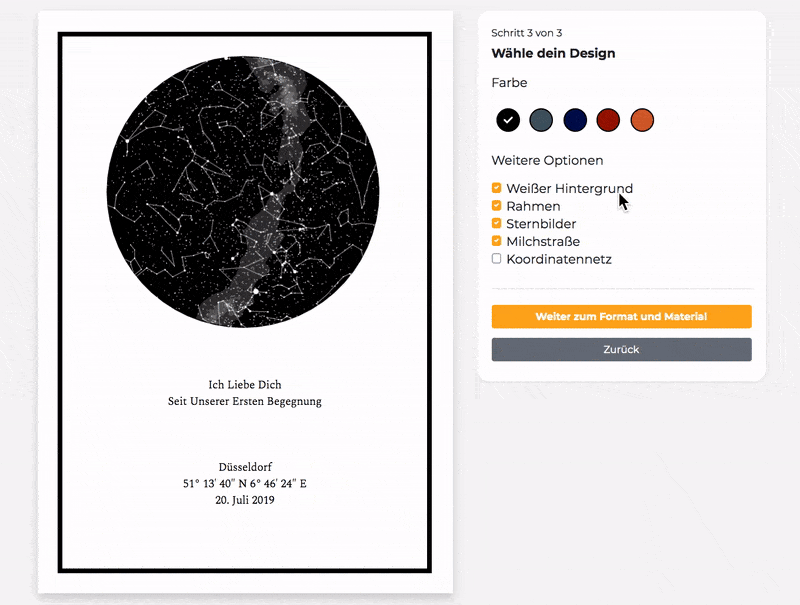 Ich Liebe Dich
Seit Unserer Ersten Begegnung
Düsseldorf
51° 13' 40" N 6° 46' 24" E
20. Juli 2019
Schritt 3 von 3
Wähle dein Design
Farbe
Weitere Optionen
Weißer Hintergrund
Rahmen
Sternbilder
Milchstraße
Koordinatennetz
Weiter zum Format und Material
Zurück